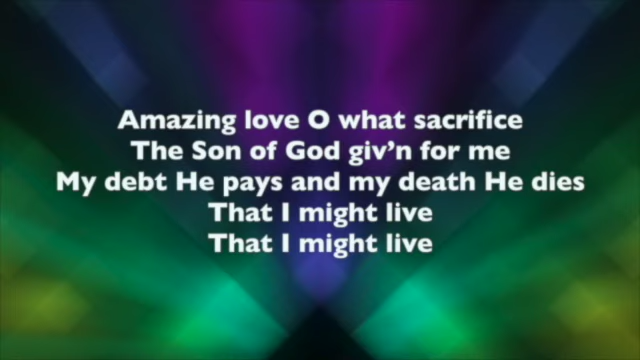 Amazing love O what sacrifice
The Son of God giv’n for me
My debt He pays and my death He dies
That I might live
That I might live